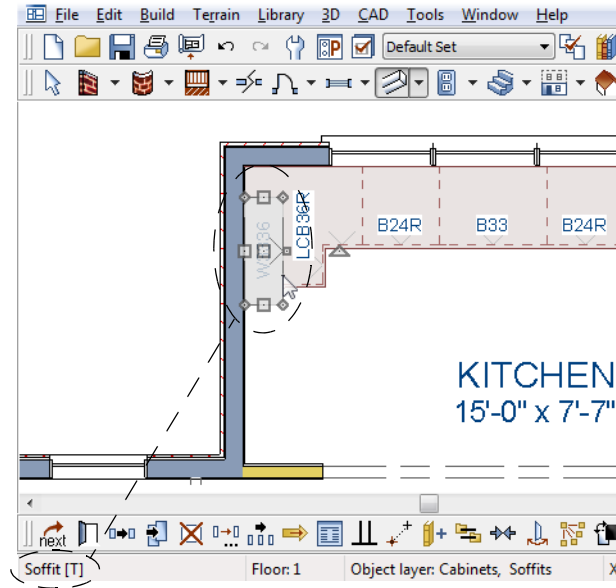 File Edit Build Terrain Library 3D CAD Tools Window Help
Default Set
LCB36R
B24R B33 B24R
KITCHEN
15'-0" x 7'-7"
next
Soffit [T] Floor: 1 Object layer: Cabinets, Soffits